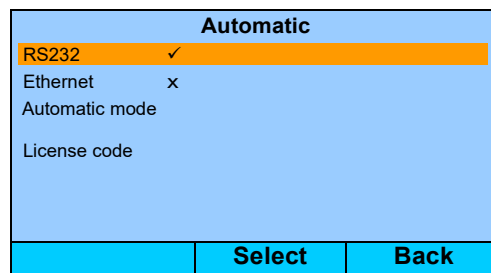 Automatic
RS232 ✓
Ethernet x
Automatic mode
License code
Select Back